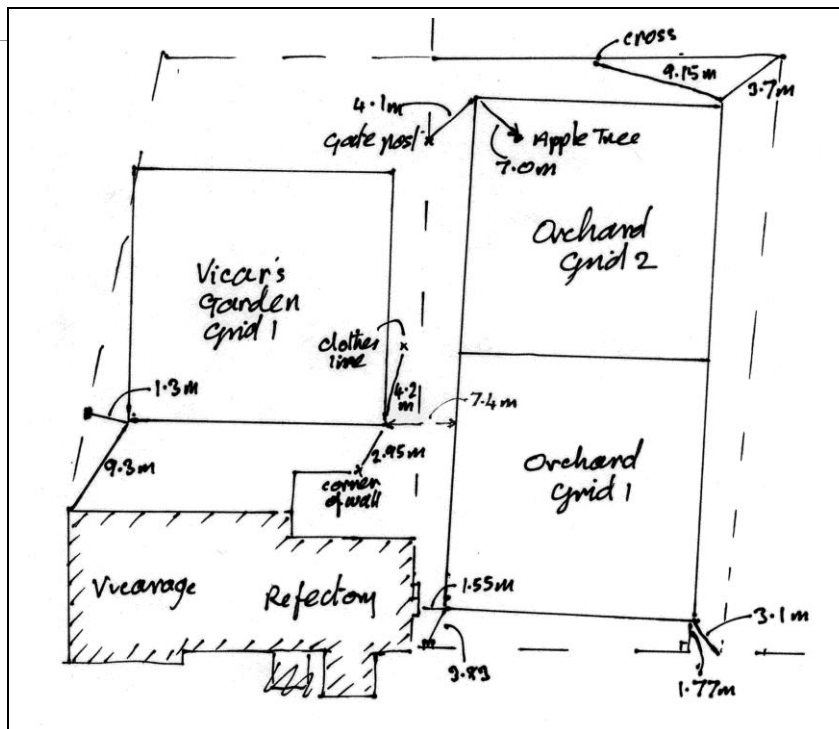 cross
9.15m
3.7m
4.1m
Gate post
Apple Tree
7.0m
Orchard
Grid 2
Vicar's
Garden
Grid 1
clothes
line
1.3m
4.21
m
7.4m
9.3m
2.95m
corner
of wall
Orchard
Grid 1
Vicarage
Refectory
1.55m
3.1m
3.83
1.77m